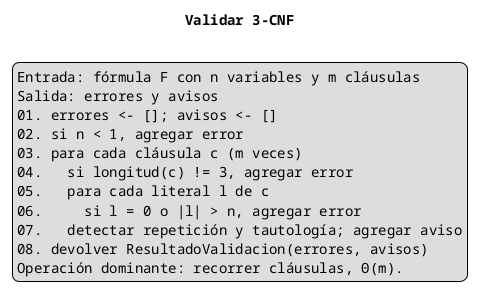 Validar 3-CNF
Entrada: fórmula F con n variables y m cláusulas
Salida: errores y avisos
01. errores <- []; avisos <- []
02. si n < 1, agregar error
03. para cada cláusula c (m veces)
04.   si longitud(c) != 3, agregar error
05.   para cada literal l de c
06.     si l = 0 o |l| > n, agregar error
07.   detectar repetición y tautología; agregar aviso
08. devolver ResultadoValidacion(errores, avisos)
Operación dominante: recorrer cláusulas, Θ(m).